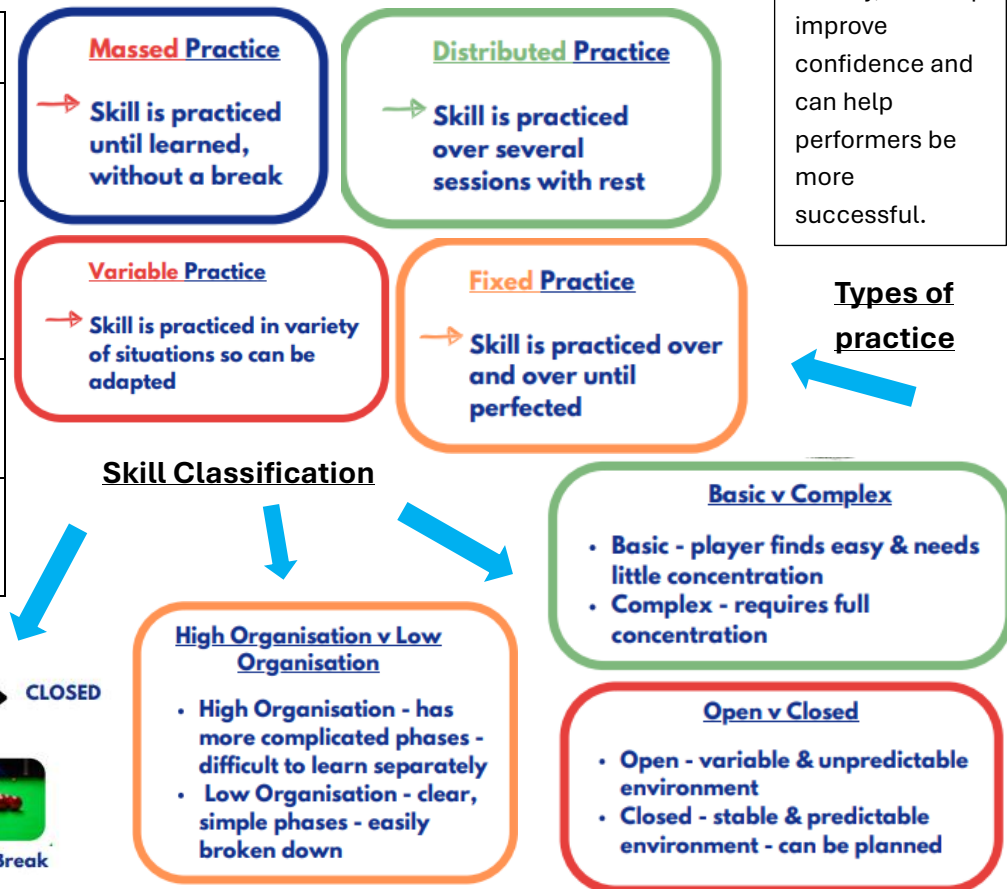 improve
confidence and
can help
performers be
more
successful.
Massed Practice
Skill is practiced
until learned,
without a break
Distributed Practice
Skill is practiced
over several
sessions with rest
Variable Practice
Skill is practiced in variety
of situations so can be
adapted
Fixed Practice
Skill is practiced over
and over until
perfected
Types of
practice
Skill Classification
Basic v Complex
• Basic - player finds easy & needs
little concentration
• Complex - requires full
concentration
High Organisation v Low
Organisation
• High Organisation - has
more complicated phases -
difficult to learn separately
• Low Organisation - clear,
simple phases - easily
broken down
CLOSED
Break
Open v Closed
• Open - variable & unpredictable
environment
• Closed - stable & predictable
environment - can be planned